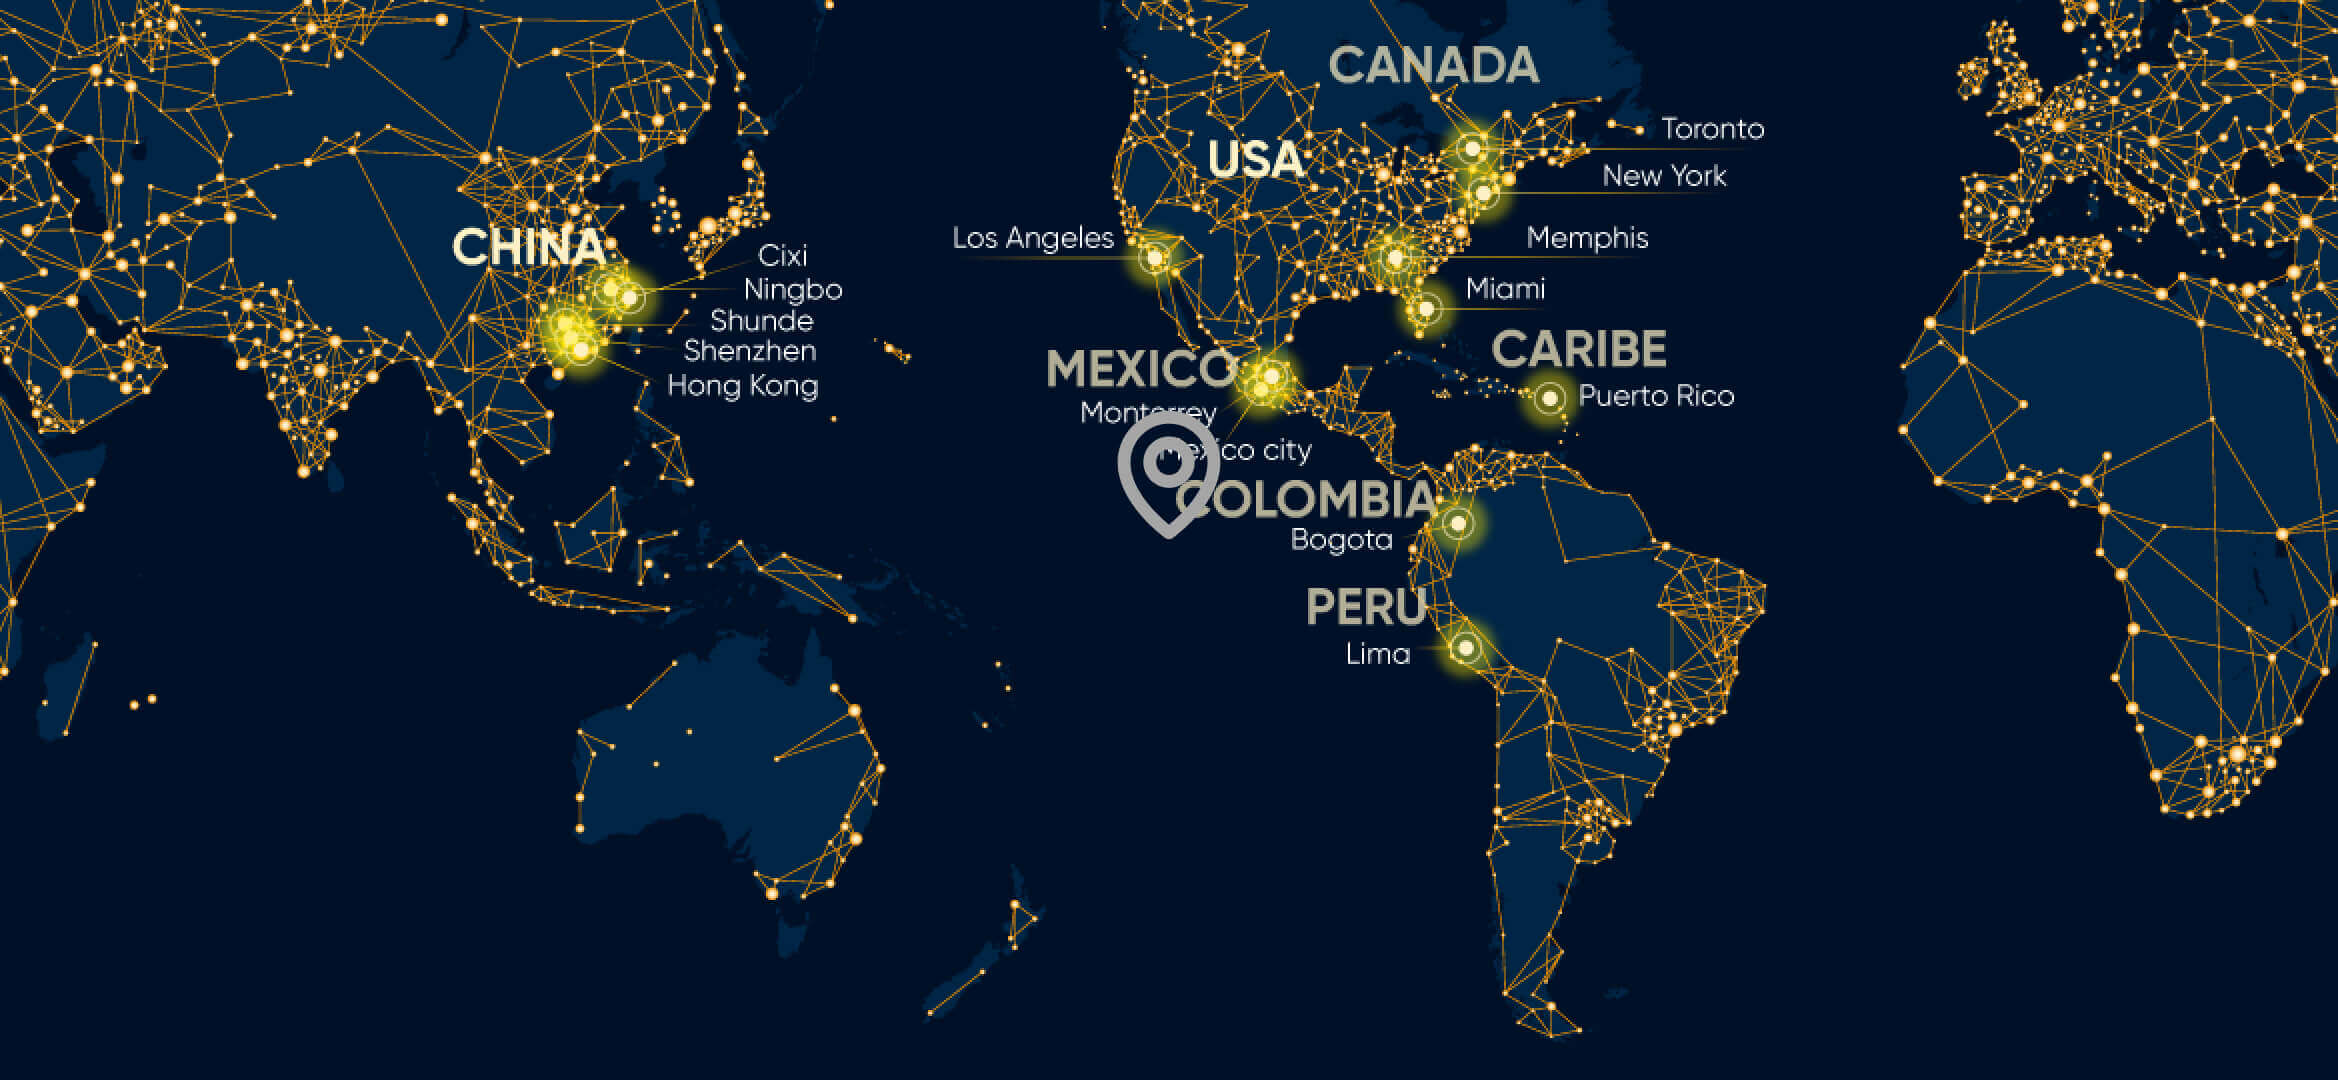 CANADA
Toronto
USA
New York
Los Angeles
Memphis
Miami
CHINA
Cixi
Ningbo
Shunde
Shenzhen
Hong Kong
MEXICO
Monterrey
Mexico city
CARIBE
Puerto Rico
COLOMBIA
Bogota
PERU
Lima